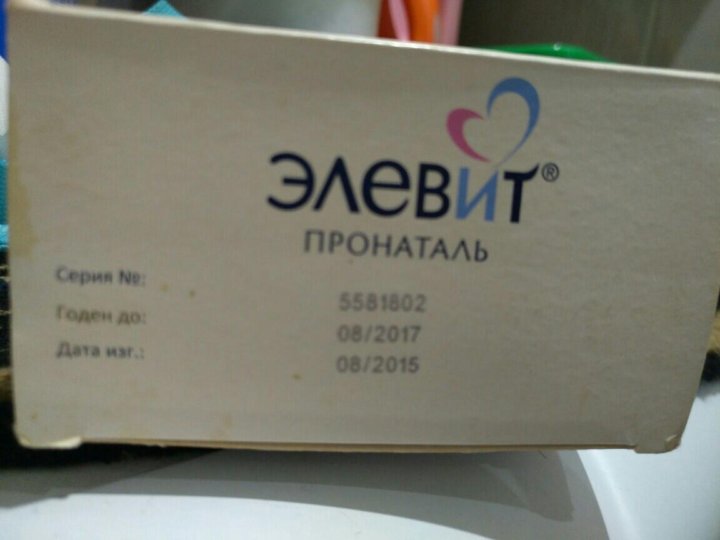 ЭЛЕВИТ®
ПРОНАТАЛЬ
Серия №: 5581802
Годен до: 08/2017
Дата изг.: 08/2015